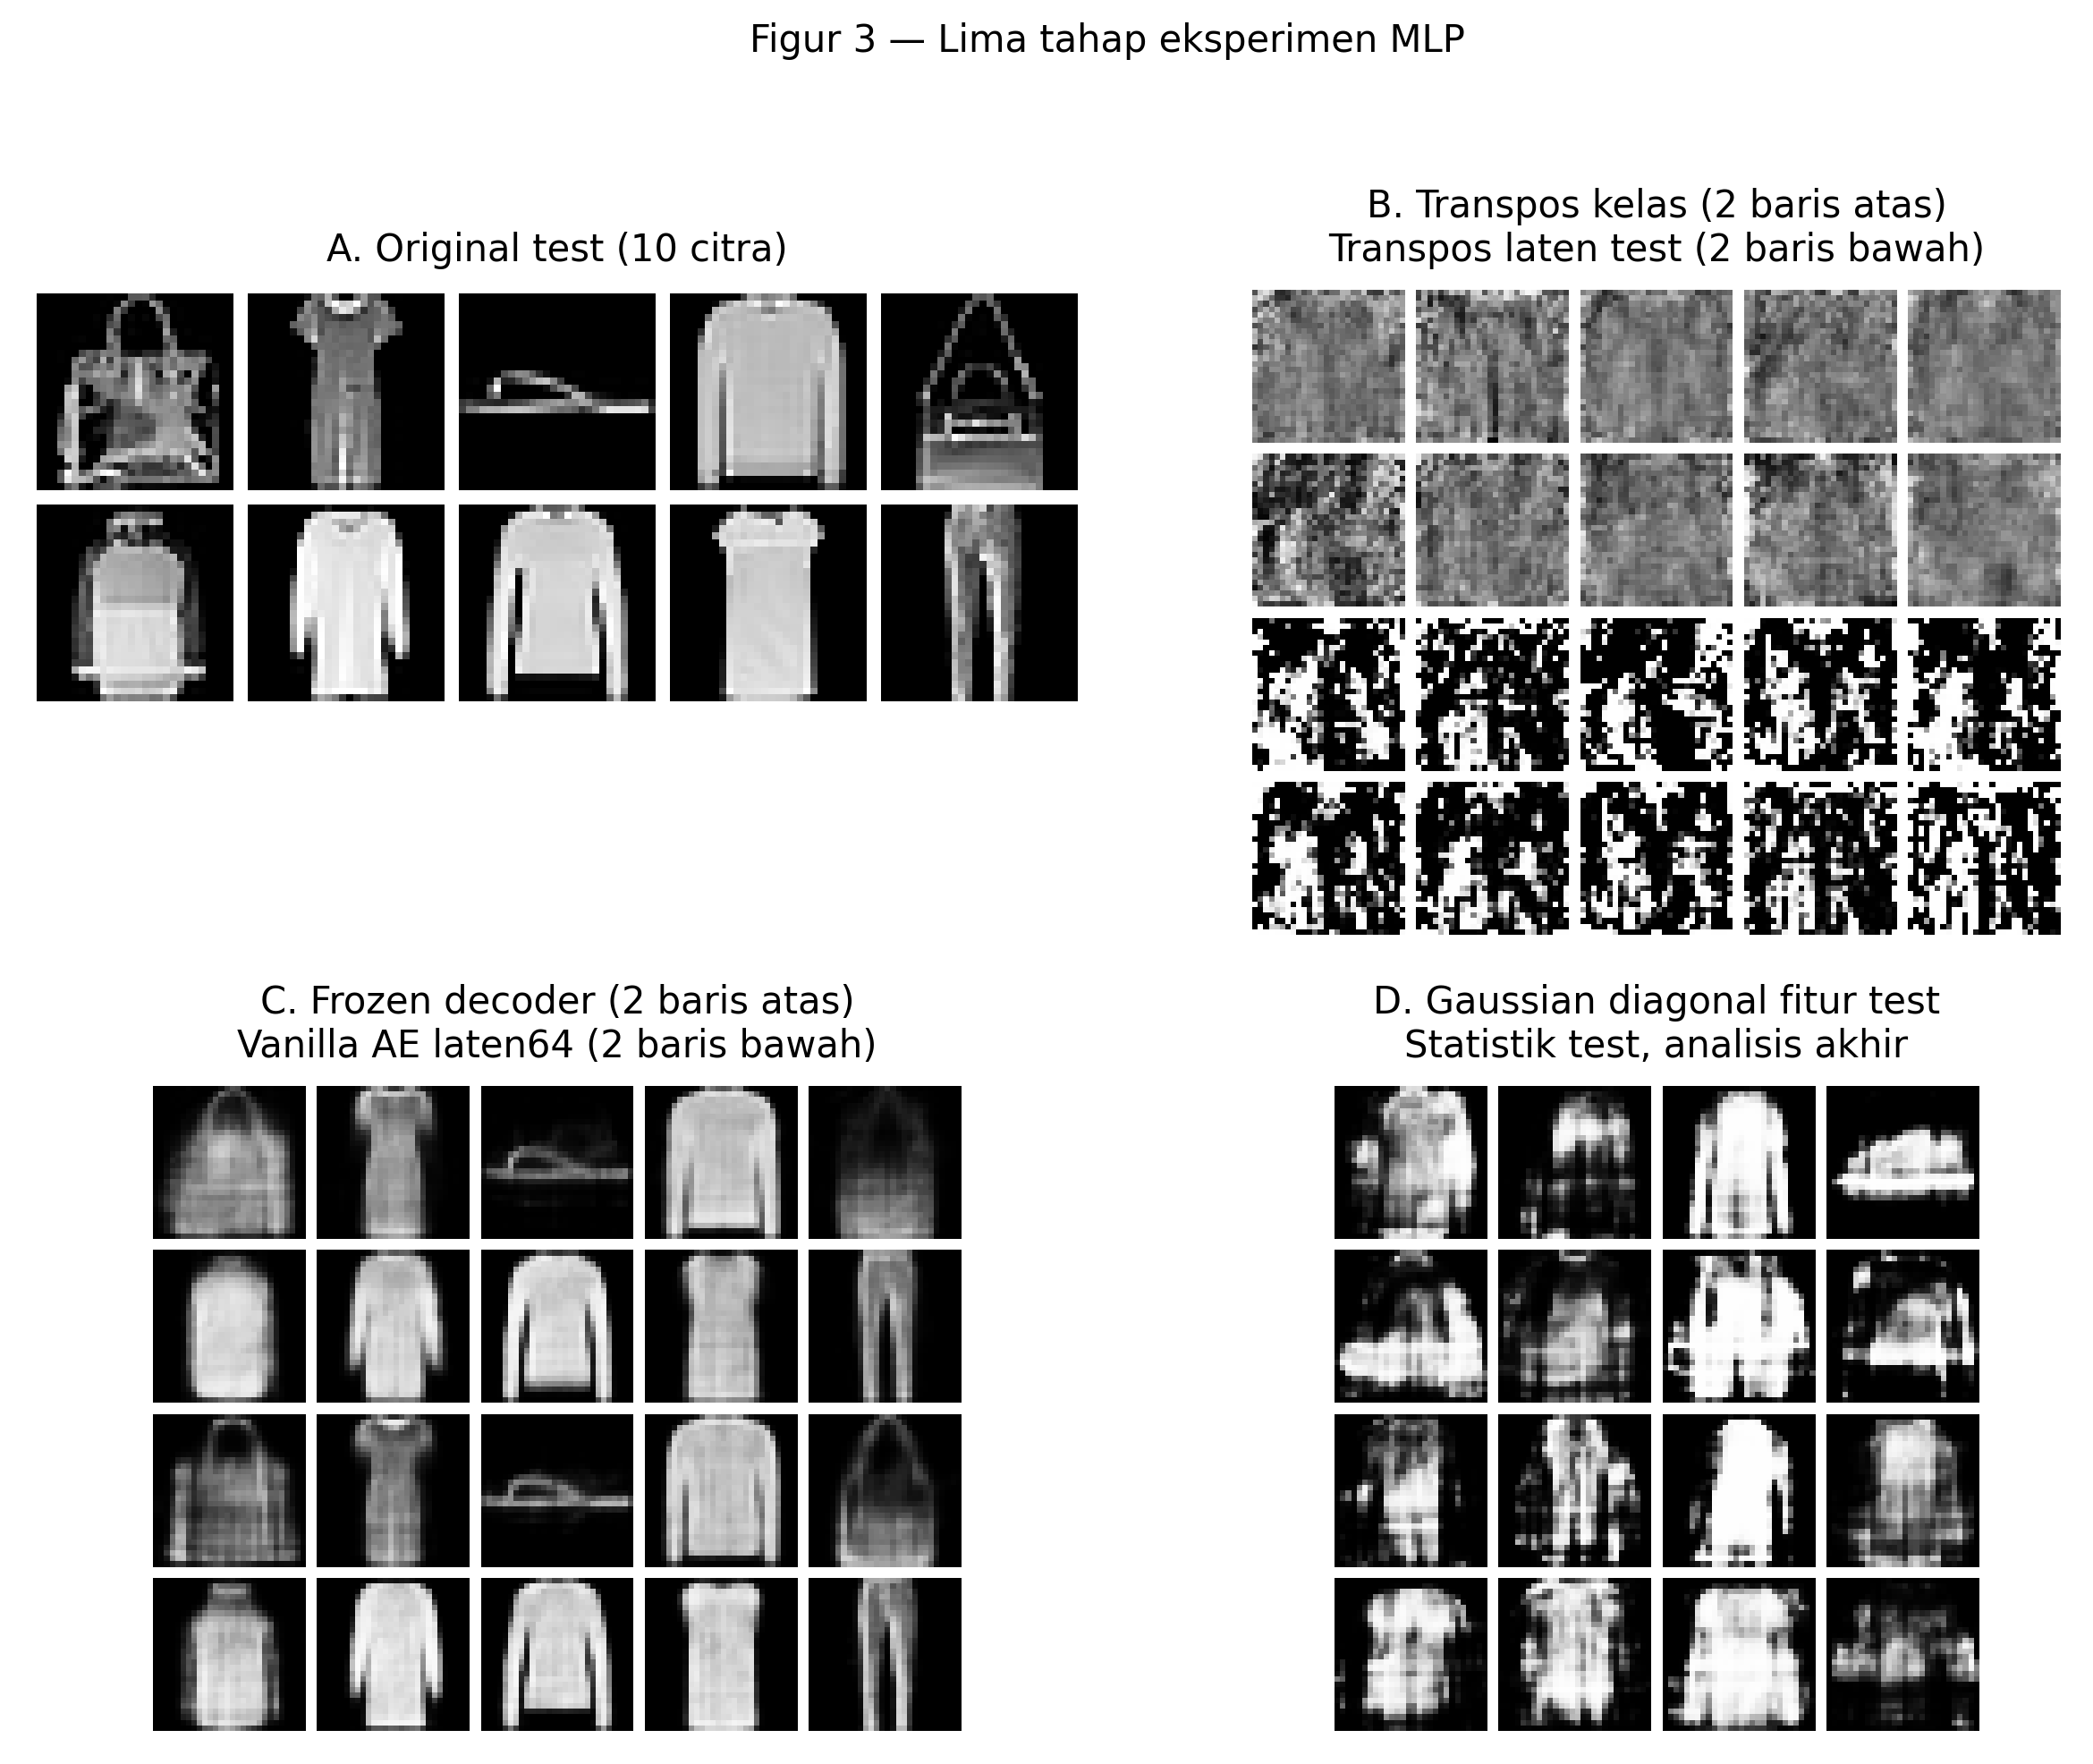 Figur 3 — Lima tahap eksperimen MLP
A. Original test (10 citra)
B. Transpos kelas (2 baris atas)
Transpos laten test (2 baris bawah)
C. Frozen decoder (2 baris atas)
Vanilla AE laten64 (2 baris bawah)
D. Gaussian diagonal fitur test
Statistik test, analisis akhir